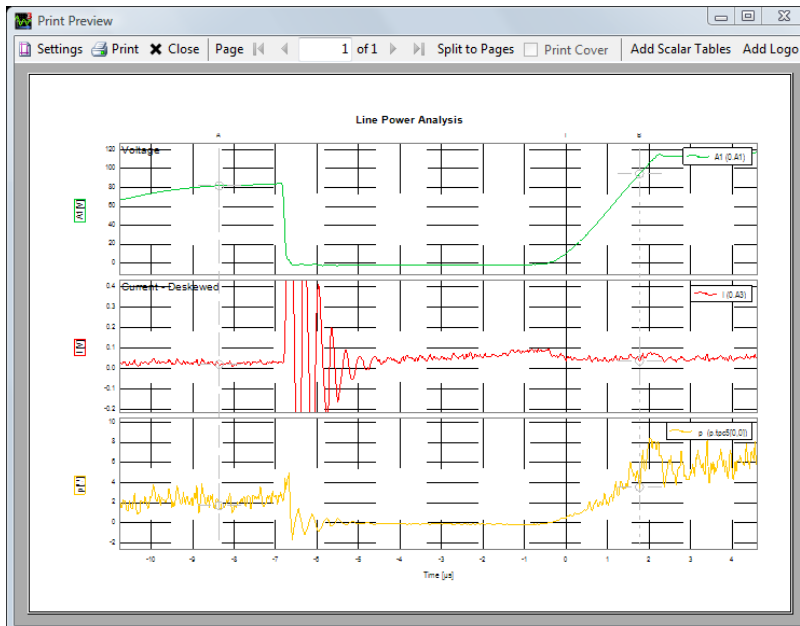 Print Preview
Settings Print Close Page 1 of 1 Split to Pages Print Cover Add Scalar Tables Add Logo
Line Power Analysis
A B
Voltage
A1 (0.A1)
120
100
80
60
40
20
0
A1 [V]
Current - Deskewed
I (0.A3)
0.4
0.3
0.2
0.1
0.0
-0.1
-0.2
I [V]
10
8
6
4
2
0
-2
-10 -9 -8 -7 -6 -5 -4 -3 -2 -1 0 1 2 3 4
Time [µs]